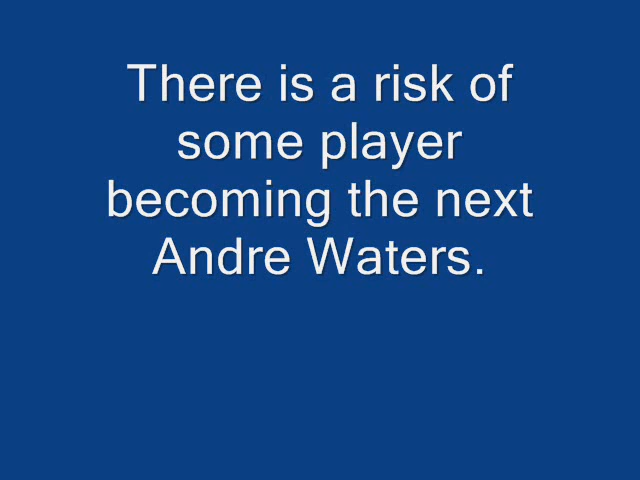 There is a risk of
some player
becoming the next
Andre Waters.